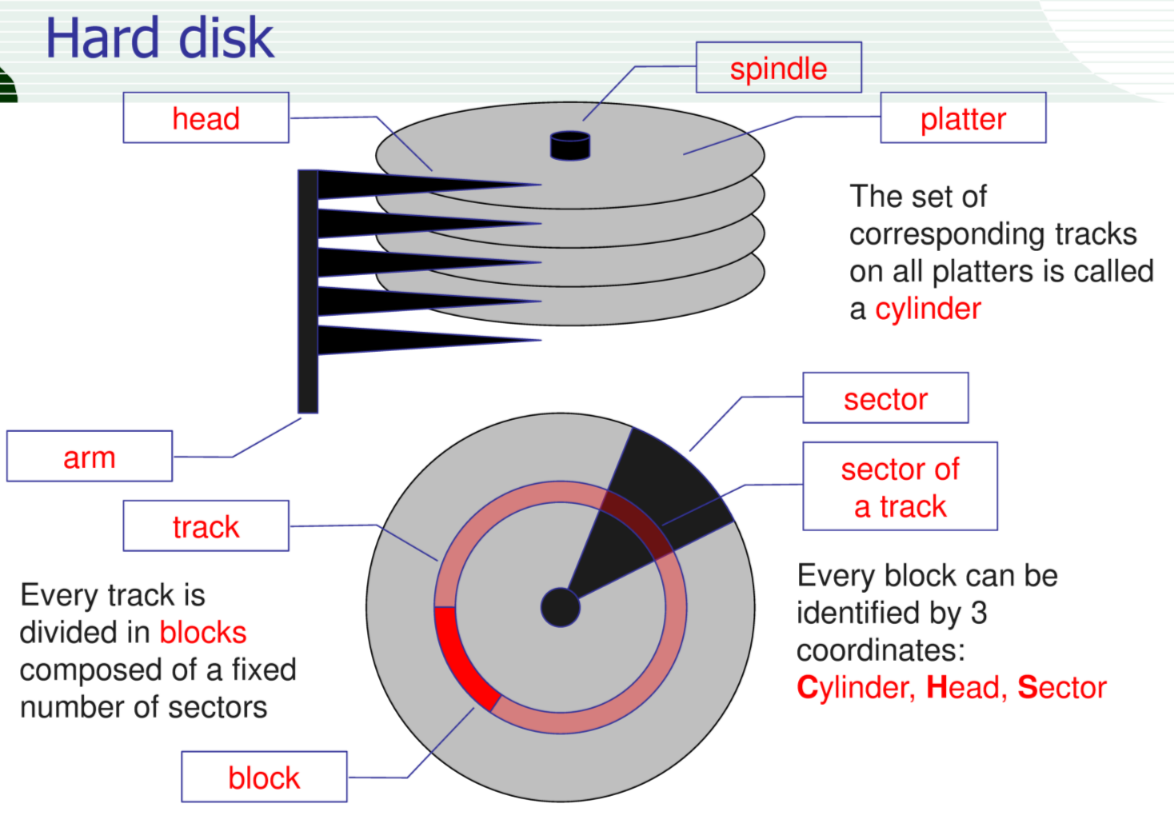 Hard disk
spindle
head
platter
The set of
corresponding tracks
on all platters is called
a cylinder
sector
arm
sector of
a track
track
Every track is
divided in blocks
composed of a fixed
number of sectors
Every block can be
identified by 3
coordinates:
Cylinder, Head, Sector
block